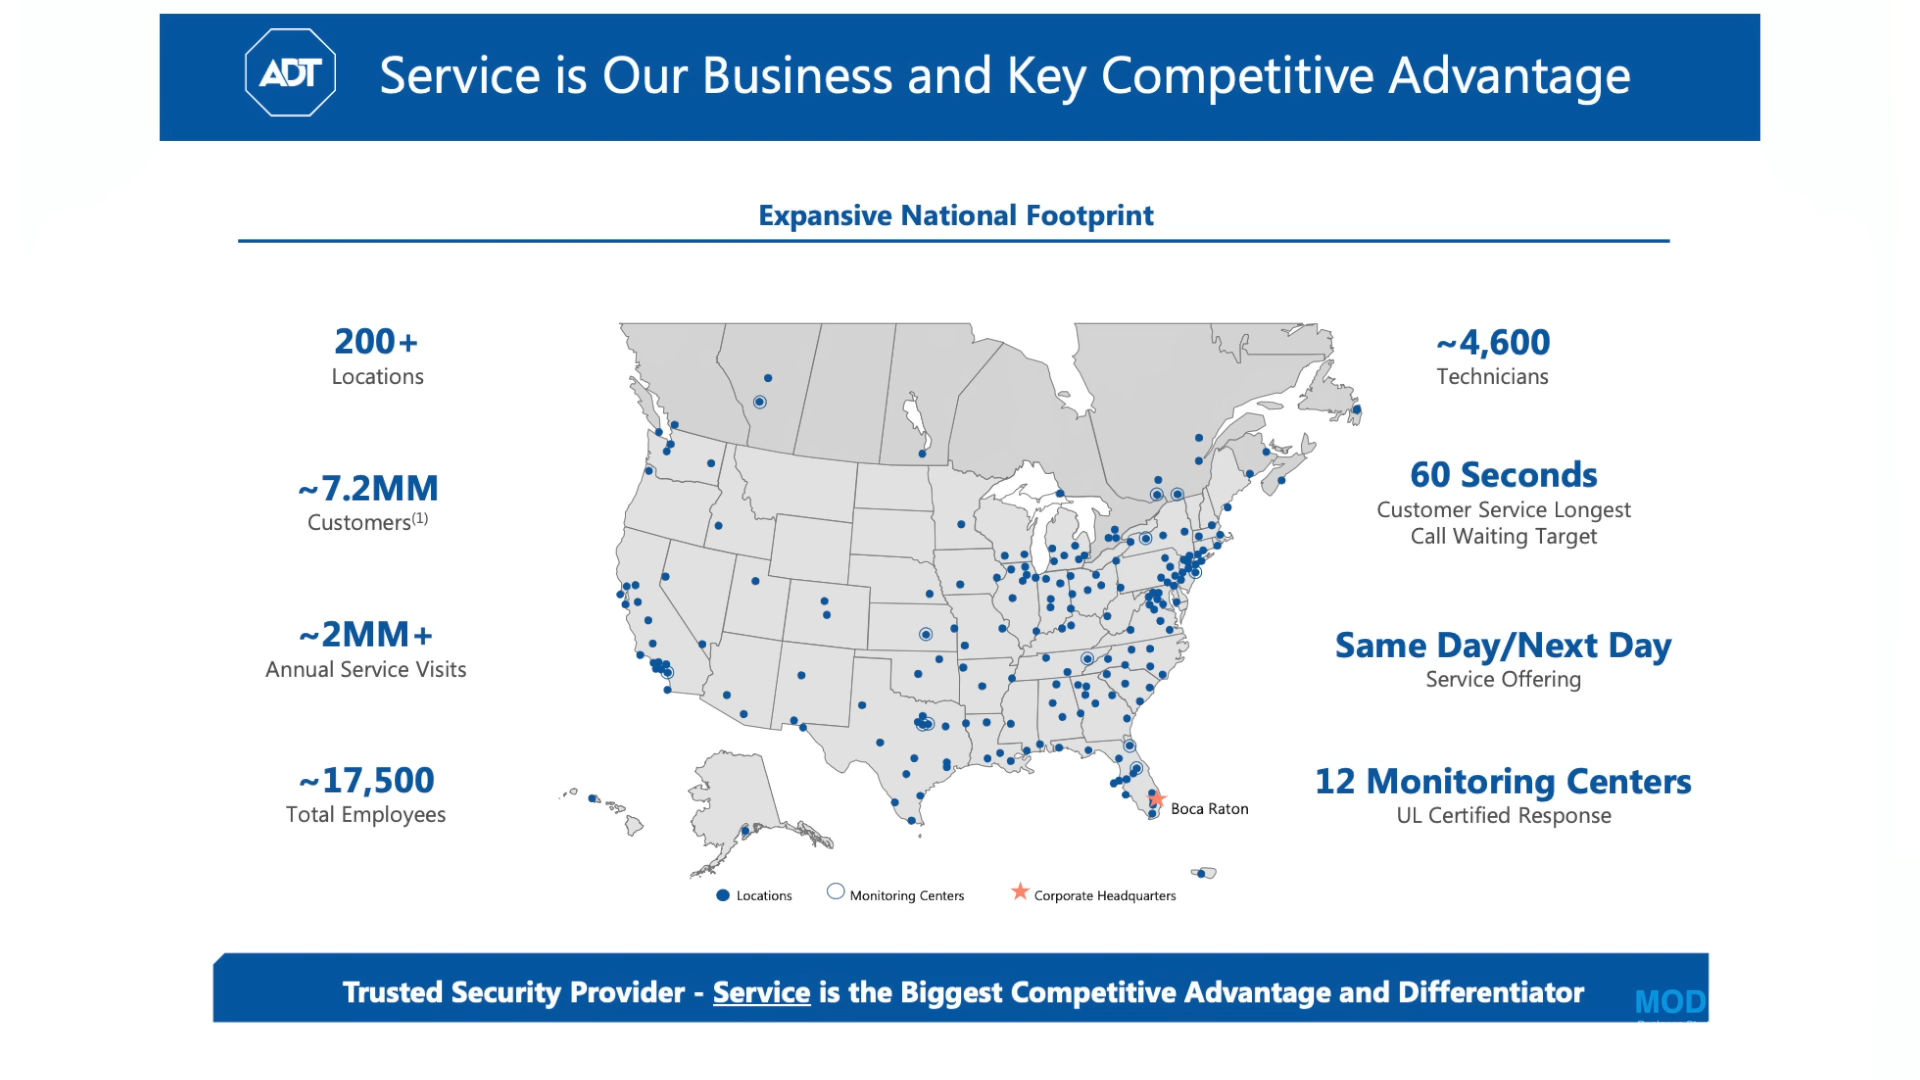 ADT
Service is Our Business and Key Competitive Advantage
Expansive National Footprint
200+
Locations
~7.2MM
Customers(1)
~2MM+
Annual Service Visits
~17,500
Total Employees
Boca Raton
Locations
Monitoring Centers
Corporate Headquarters
~4,600
Technicians
60 Seconds
Customer Service Longest
Call Waiting Target
Same Day/Next Day
Service Offering
12 Monitoring Centers
UL Certified Response
Trusted Security Provider - Service is the Biggest Competitive Advantage and Differentiator
MOD